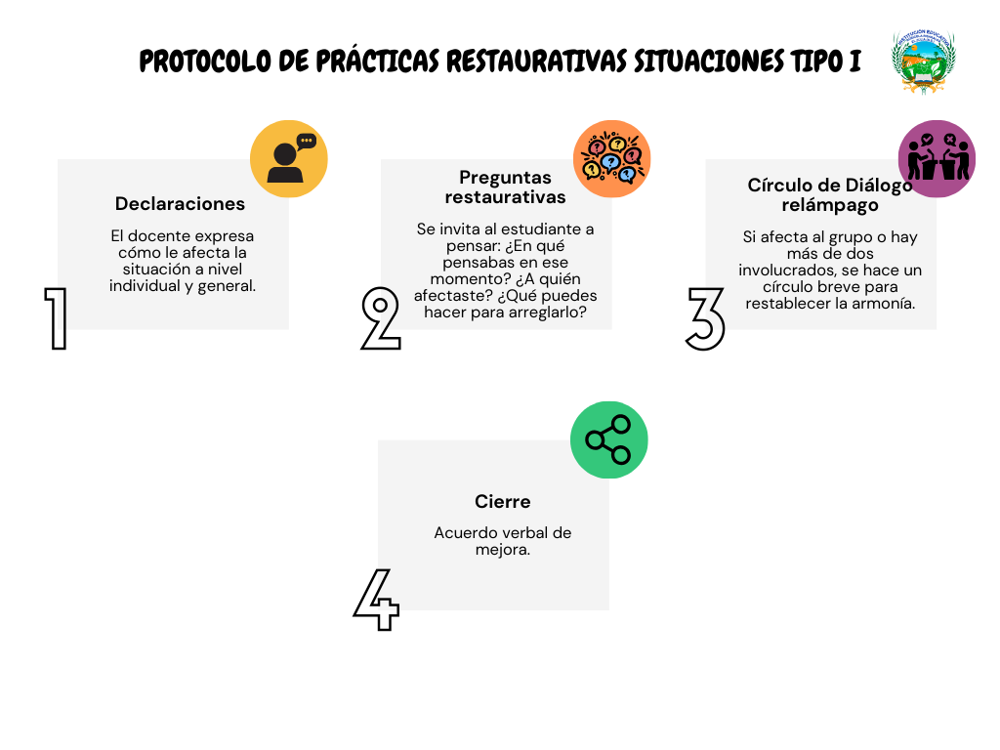 PROTOCOLO DE PRÁCTICAS RESTAURATIVAS SITUACIONES TIPO I
INSTITUCIÓN EDUCATIVA
Declaraciones
El docente expresa
cómo le afecta la
situación a nivel
individual y general.
1
Preguntas
restaurativas
Se invita al estudiante a
pensar: ¿En qué
pensabas en ese
momento? ¿A quién
afectaste? ¿Qué puedes
hacer para arreglarlo?
2
Círculo de Diálogo
relámpago
Si afecta al grupo o hay
más de dos
involucrados, se hace un
círculo breve para
restablecer la armonía.
3
Cierre
Acuerdo verbal de
mejora.
4